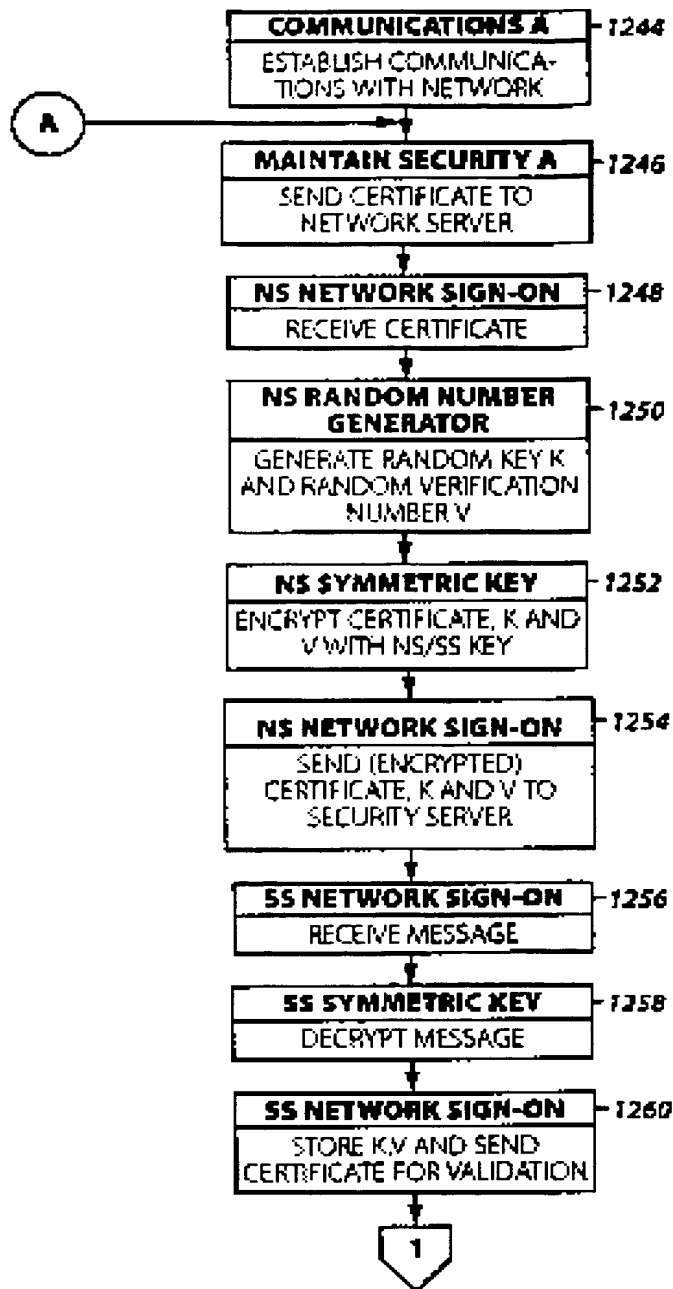 COMMUNICATIONS A
1244
ESTABLISH COMMUNICA-
TIONS WITH NETWORK
A
MAINTAIN SECURITY A
1246
SEND CERTIFICATE TO
NETWORK SERVER
NS NETWORK SIGN-ON
1248
RECEIVE CERTIFICATE
NS RANDOM NUMBER
GENERATOR
1250
GENERATE RANDOM KEY K
AND RANDOM VERIFICATION
NUMBER V
NS SYMMETRIC KEY
1252
ENCRYPT CERTIFICATE, K AND
V WITH NS/SS KEY
NS NETWORK SIGN-ON
1254
SEND (ENCRYPTED)
CERTIFICATE, K AND V TO
SECURITY SERVER
SS NETWORK SIGN-ON
1256
RECEIVE MESSAGE
SS SYMMETRIC KEY
1258
DECRYPT MESSAGE
SS NETWORK SIGN-ON
1260
STORE K,V AND SEND
CERTIFICATE FOR VALIDATION
1